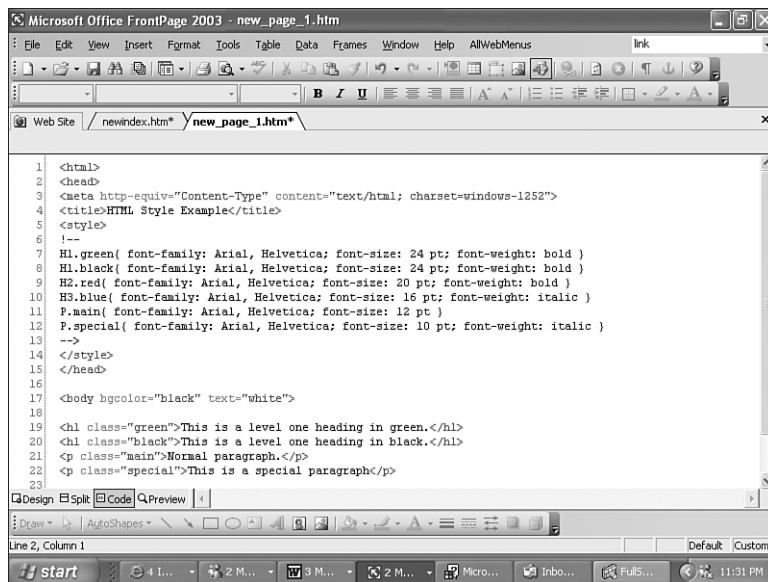 Microsoft Office FrontPage 2003 - new_page_1.htm
File Edit View Insert Format Tools Table Data Frames Window Help AllWebMenus link
B I U A A A
Web Site newindex.htm* new_page_1.htm*
1 <html>
2 <head>
3 <meta http-equiv="Content-Type" content="text/html; charset=windows-1252">
4 <title>HTML Style Example</title>
5 <style>
6 !--
7 H1.green{ font-family: Arial, Helvetica; font-size: 24 pt; font-weight: bold }
8 H1.black{ font-family: Arial, Helvetica; font-size: 24 pt; font-weight: bold }
9 H2.red{ font-family: Arial, Helvetica; font-size: 20 pt; font-weight: bold }
10 H3.blue{ font-family: Arial, Helvetica; font-size: 16 pt; font-weight: italic }
11 P.main{ font-family: Arial, Helvetica; font-size: 12 pt }
12 P.special{ font-family: Arial, Helvetica; font-size: 10 pt; font-weight: italic }
13 -->
14 </style>
15 </head>
16
17 <body bgcolor="black" text="white">
18
19 <h1 class="green">This is a level one heading in green.</h1>
20 <h1 class="black">This is a level one heading in black.</h1>
21 <p class="main">Normal paragraph.</p>
22 <p class="special">This is a special paragraph</p>
23
Design Split Code Preview
Draw AutoShapes A
Line 2, Column 1 Default Custom
start 4 I... 2 M... 3 M... 2 M... Micro... Inbo... FullS... 11:31 PM